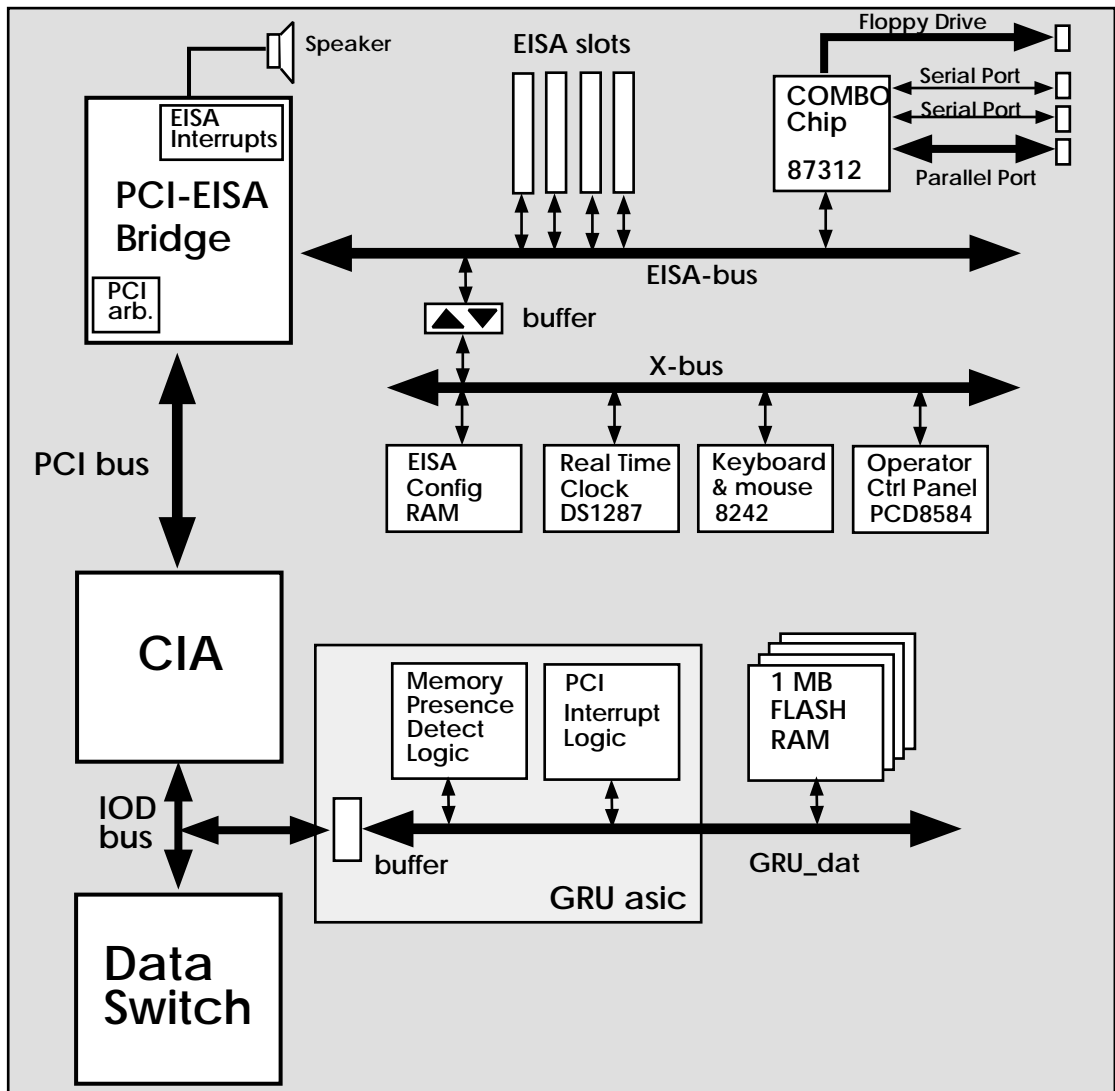 Speaker
EISA slots
Floppy Drive
Serial Port
Serial Port
Parallel Port
COMBO
Chip
87312
EISA
Interrupts
PCI-EISA
Bridge
PCI
arb.
EISA-bus
buffer
X-bus
EISA
Config
RAM
Real Time
Clock
DS1287
Keyboard
& mouse
8242
Operator
Ctrl Panel
PCD8584
PCI bus
CIA
Memory
Presence
Detect
Logic
PCI
Interrupt
Logic
1 MB
FLASH
RAM
IOD
bus
buffer
GRU_dat
GRU asic
Data
Switch